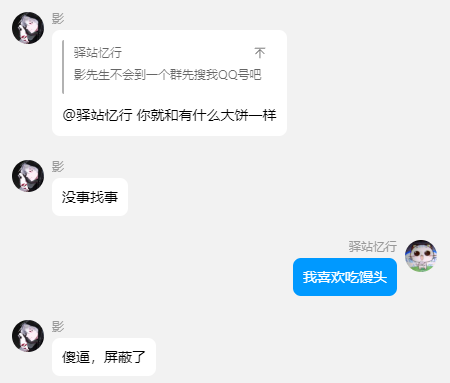 影
驿站忆行
影先生不会到一个群先搜我QQ号吧
@驿站忆行 你就和有什么大饼一样
影
没事找事
驿站忆行
我喜欢吃馒头
影
傻逼，屏蔽了